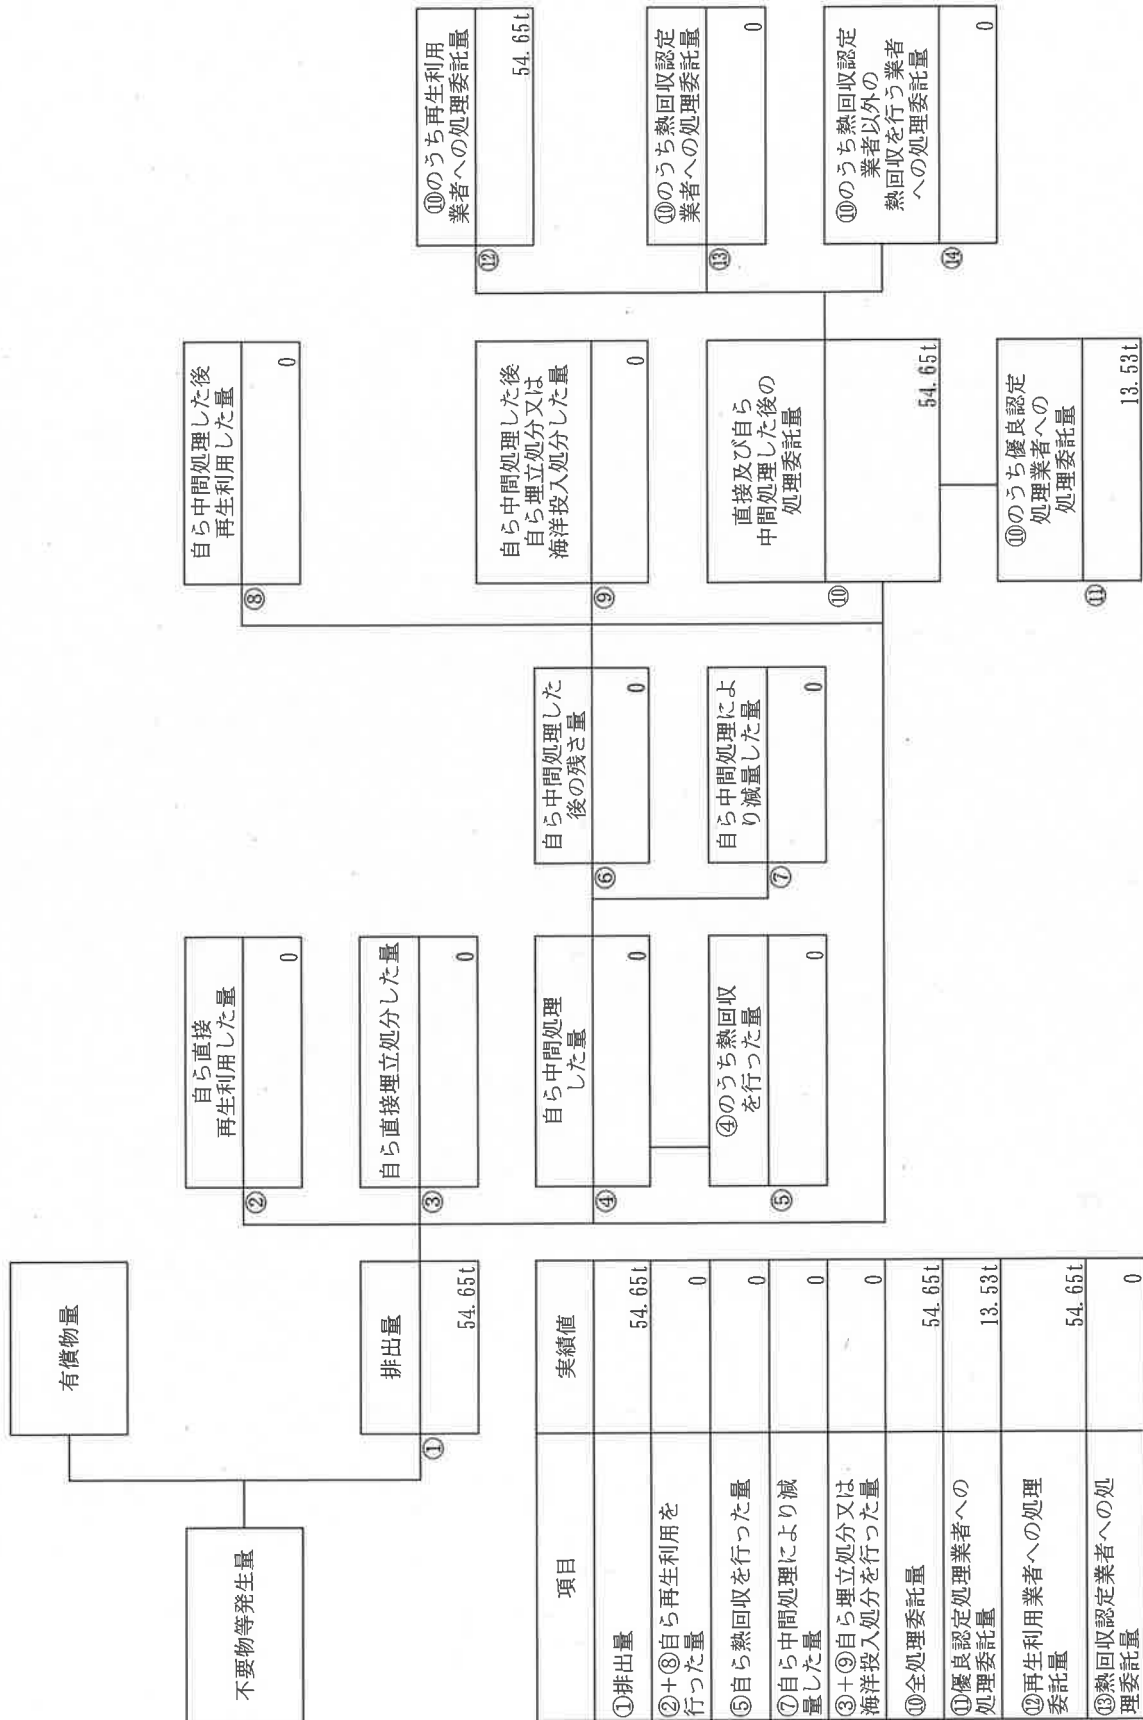 不要物等発生量
有償物量
排出量
①
54.65t
自ら直接
再生利用した量
②
0
自ら直接埋立処分した量
③
0
自ら中間処理
した量
④
0
④のうち熱回収
を行った量
⑤
0
自ら中間処理した
後の残さ量
⑥
0
自ら中間処理によ
り減量した量
⑦
0
自ら中間処理した後
再生利用した量
⑧
0
自ら中間処理した後
自ら埋立処分又は
海洋投入処分した量
⑨
0
直接及び自ら
中間処理した後の
処理委託量
⑩
54.65t
⑩のうち優良認定
処理業者への
処理委託量
⑪
13.53t
⑩のうち再生利用
業者への処理委託量
⑫
54.65t
⑩のうち熱回収認定
業者への処理委託量
⑬
0
⑩のうち熱回収認定
業者以外の
熱回収を行う業者
への処理委託量
⑭
0
項目 実績値
①排出量 54.65t
②+⑧自ら再生利用を
行った量 0
⑤自ら熱回収を行った量 0
⑦自ら中間処理により減
量した量 0
③+⑨自ら埋立処分又は
海洋投入処分を行った量 0
⑩全処理委託量 54.65t
⑪優良認定処理業者への
処理委託量 13.53t
⑫再生利用業者への処理
委託量 54.65t
⑬熱回収認定業者への処
理委託量 0